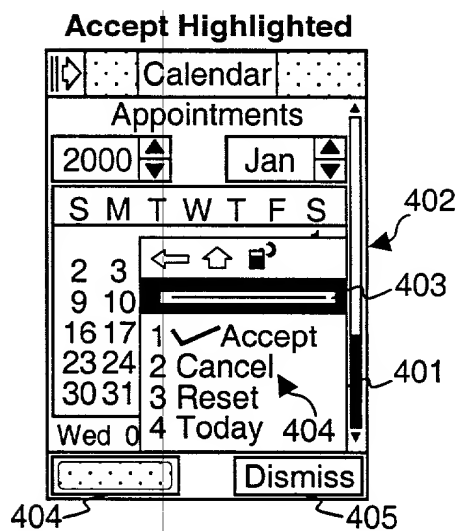 Accept Highlighted
Calendar
Appointments
2000 Jan
S M T W T F S
402
2 3
403
9 10
16 17 1 Accept
23 24 2 Cancel 401
30 31 3 Reset
Wed 0 4 Today 404
Dismiss
404 405